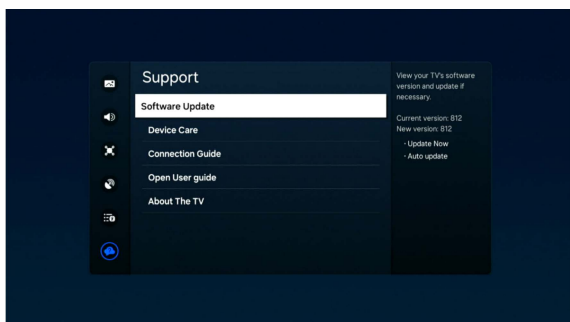 Support
Software Update
Device Care
Connection Guide
Open User guide
About The TV
View your TV's software
version and update if
necessary.
Current version: 812
New version: 812
· Update Now
· Auto update